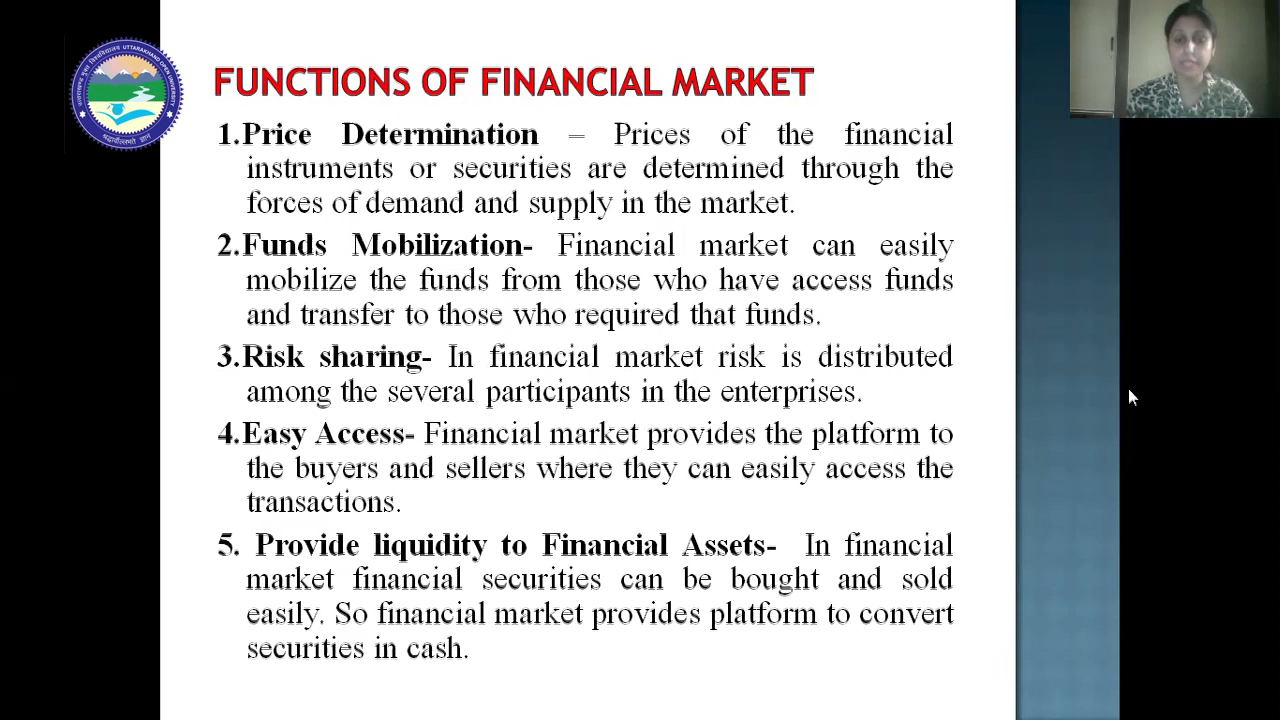 UTTARAKHAND OPEN UNIVERSITY
FUNCTIONS OF FINANCIAL MARKET
1.Price Determination – Prices of the financial
instruments or securities are determined through the
forces of demand and supply in the market.
2.Funds Mobilization- Financial market can easily
mobilize the funds from those who have access funds
and transfer to those who required that funds.
3.Risk sharing- In financial market risk is distributed
among the several participants in the enterprises.
4.Easy Access- Financial market provides the platform to
the buyers and sellers where they can easily access the
transactions.
5. Provide liquidity to Financial Assets- In financial
market financial securities can be bought and sold
easily. So financial market provides platform to convert
securities in cash.